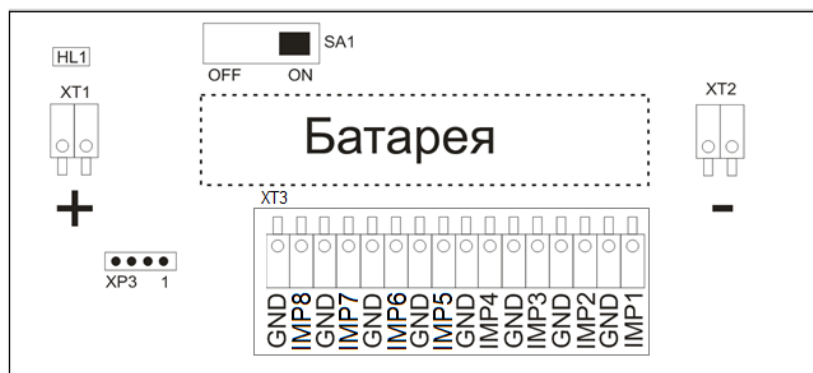 HL1
SA1
OFF ON
XT1
XT2
Батарея
+
-
XT3
XP3 1
GND
IMP8
GND
IMP7
GND
IMP6
GND
IMP5
GND
IMP4
GND
IMP3
GND
IMP2
GND
IMP1